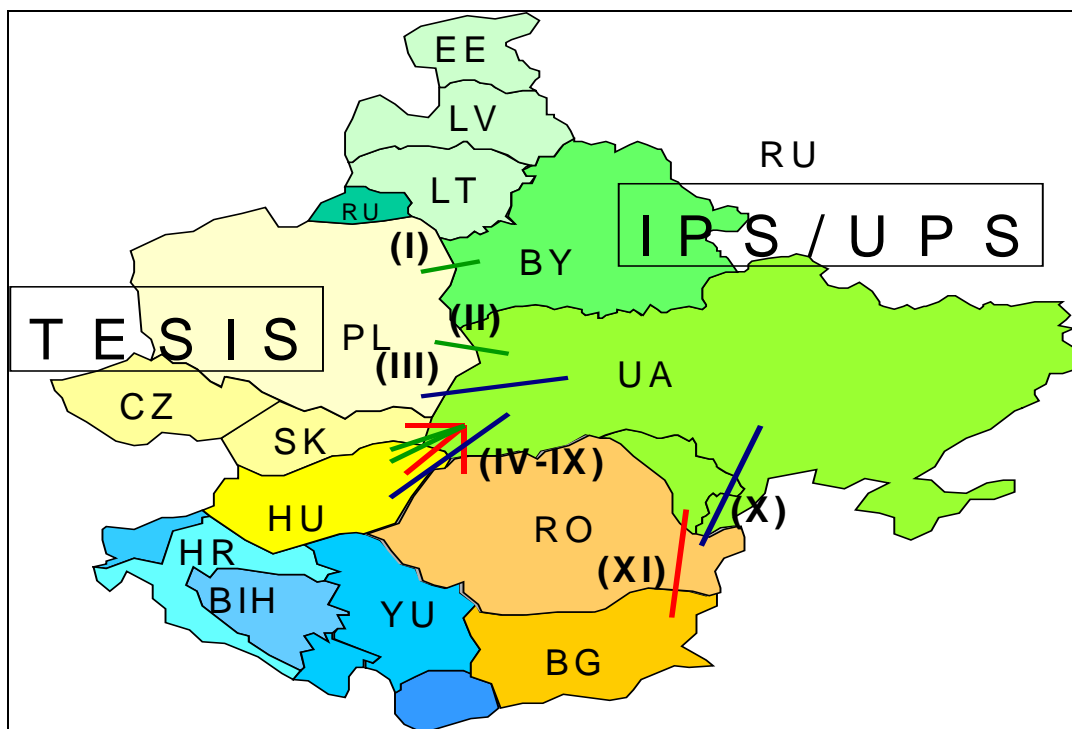 EE
LV
RU
LT
RU
IPS/UPS
(I)
BY
(II)
TESIS
PL
(III)
UA
CZ
SK
(IV-IX)
HU
(X)
RO
HR
(XI)
BIH
YU
BG